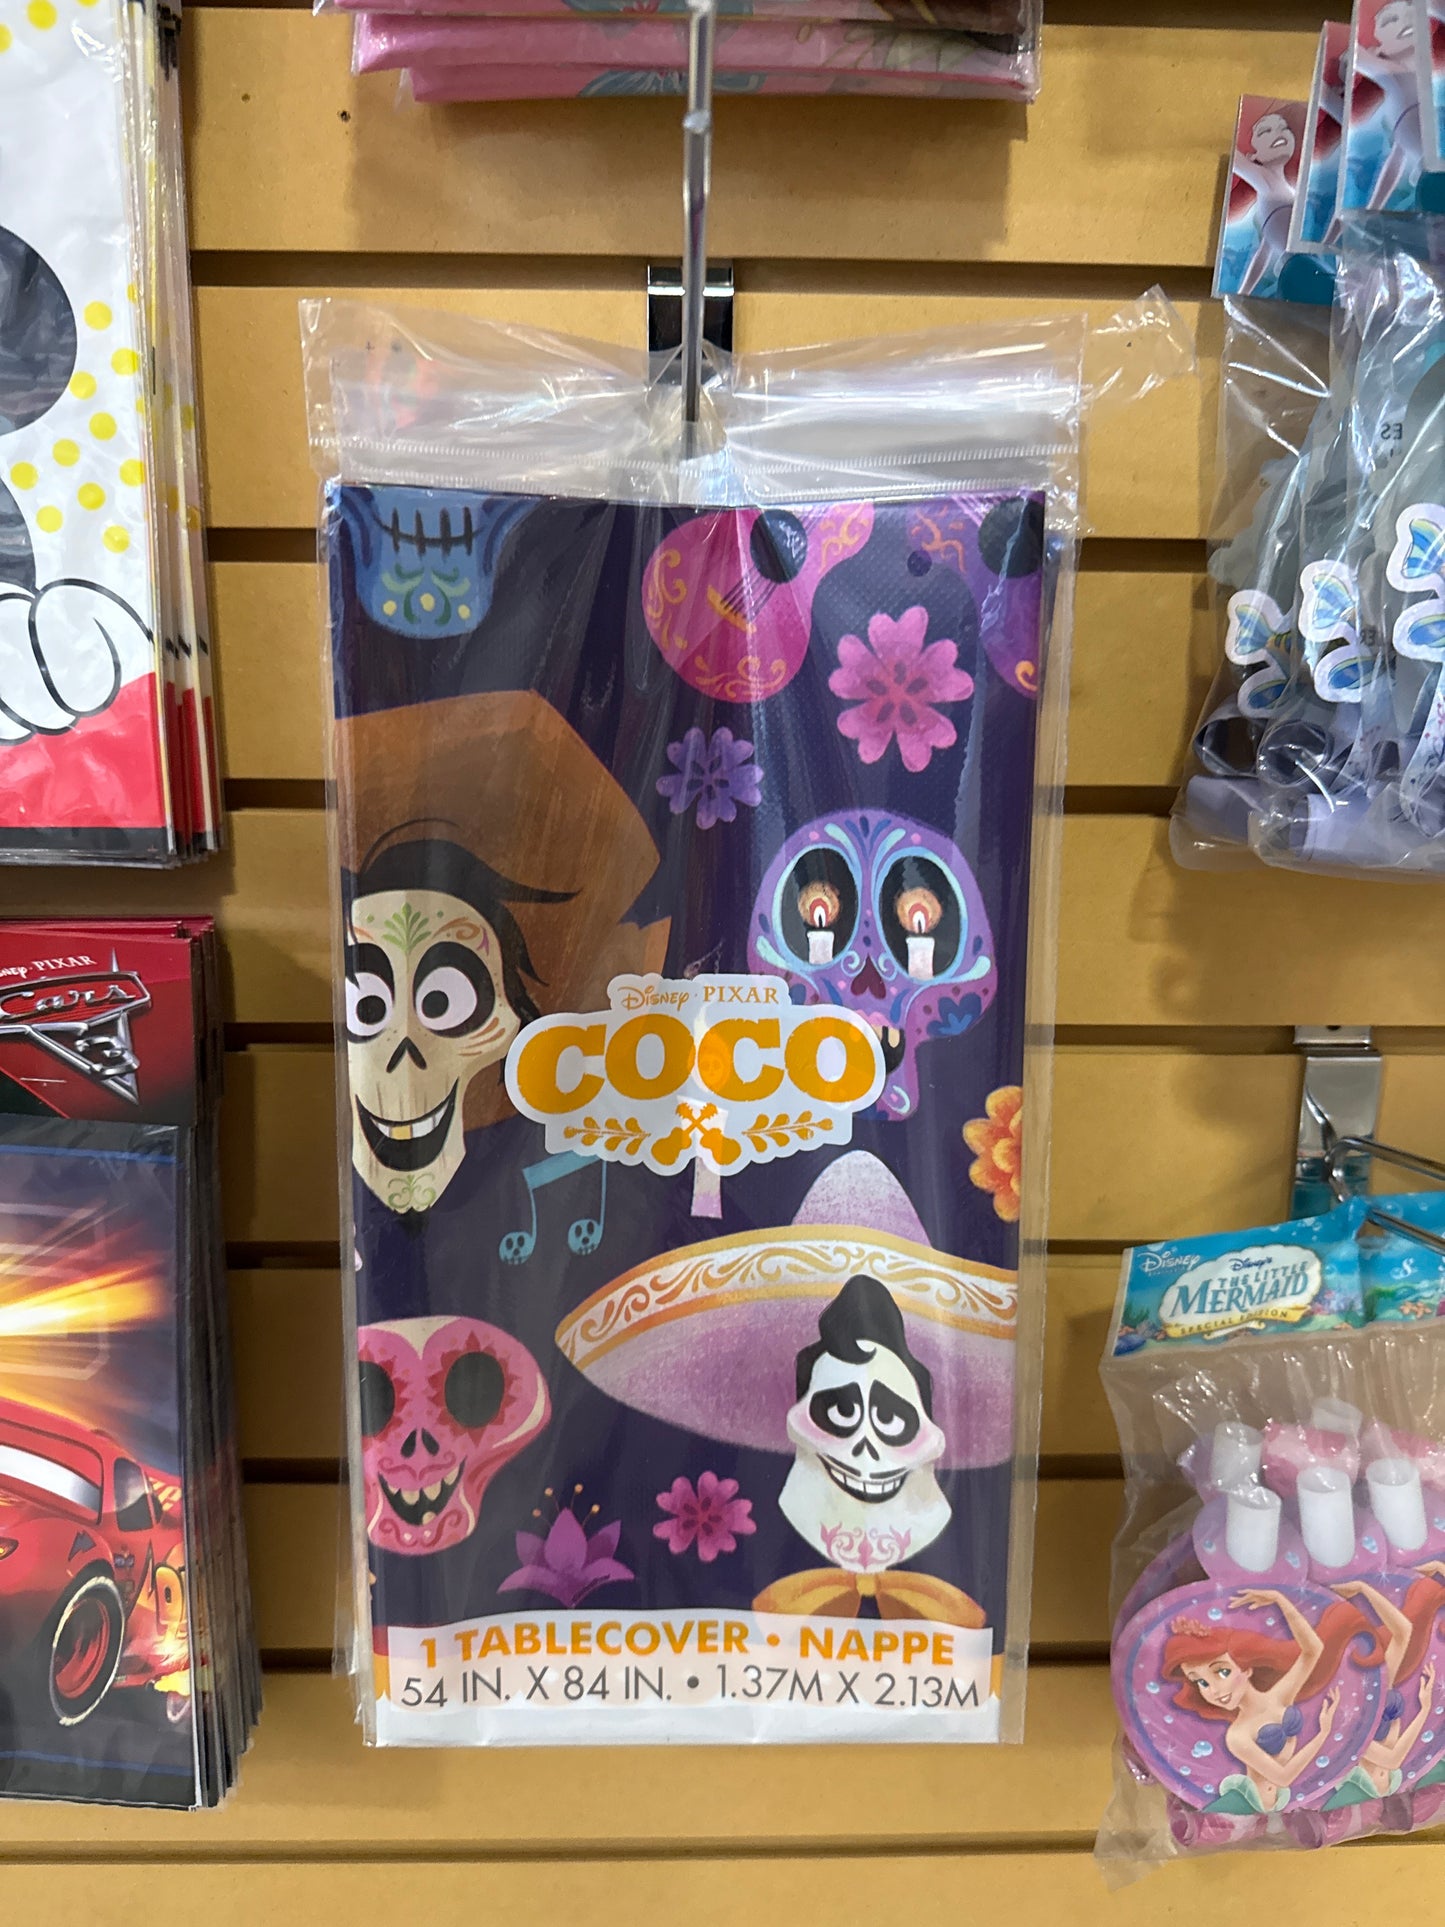 Disney · PIXAR
COCO
1 TABLECOVER • NAPPE
54 IN. X 84 IN. • 1.37M X 2.13M
PIXAR
Cars
3
Disney
Disney's
THE LITTLE
MERMAID
SPECIAL EDITION